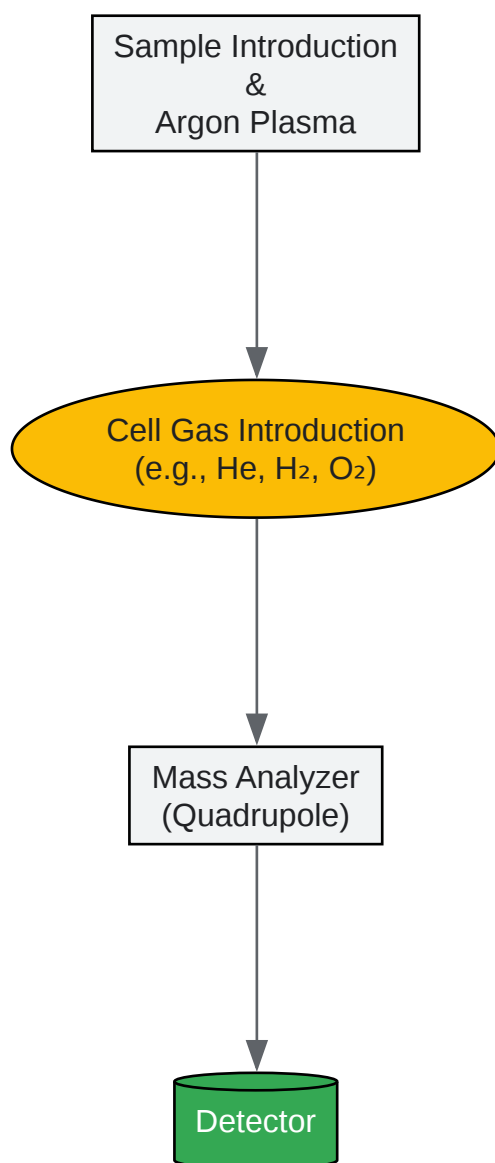 Sample Introduction
&
Argon Plasma
Cell Gas Introduction
(e.g., He, H₂, O₂)
Mass Analyzer
(Quadrupole)
Detector